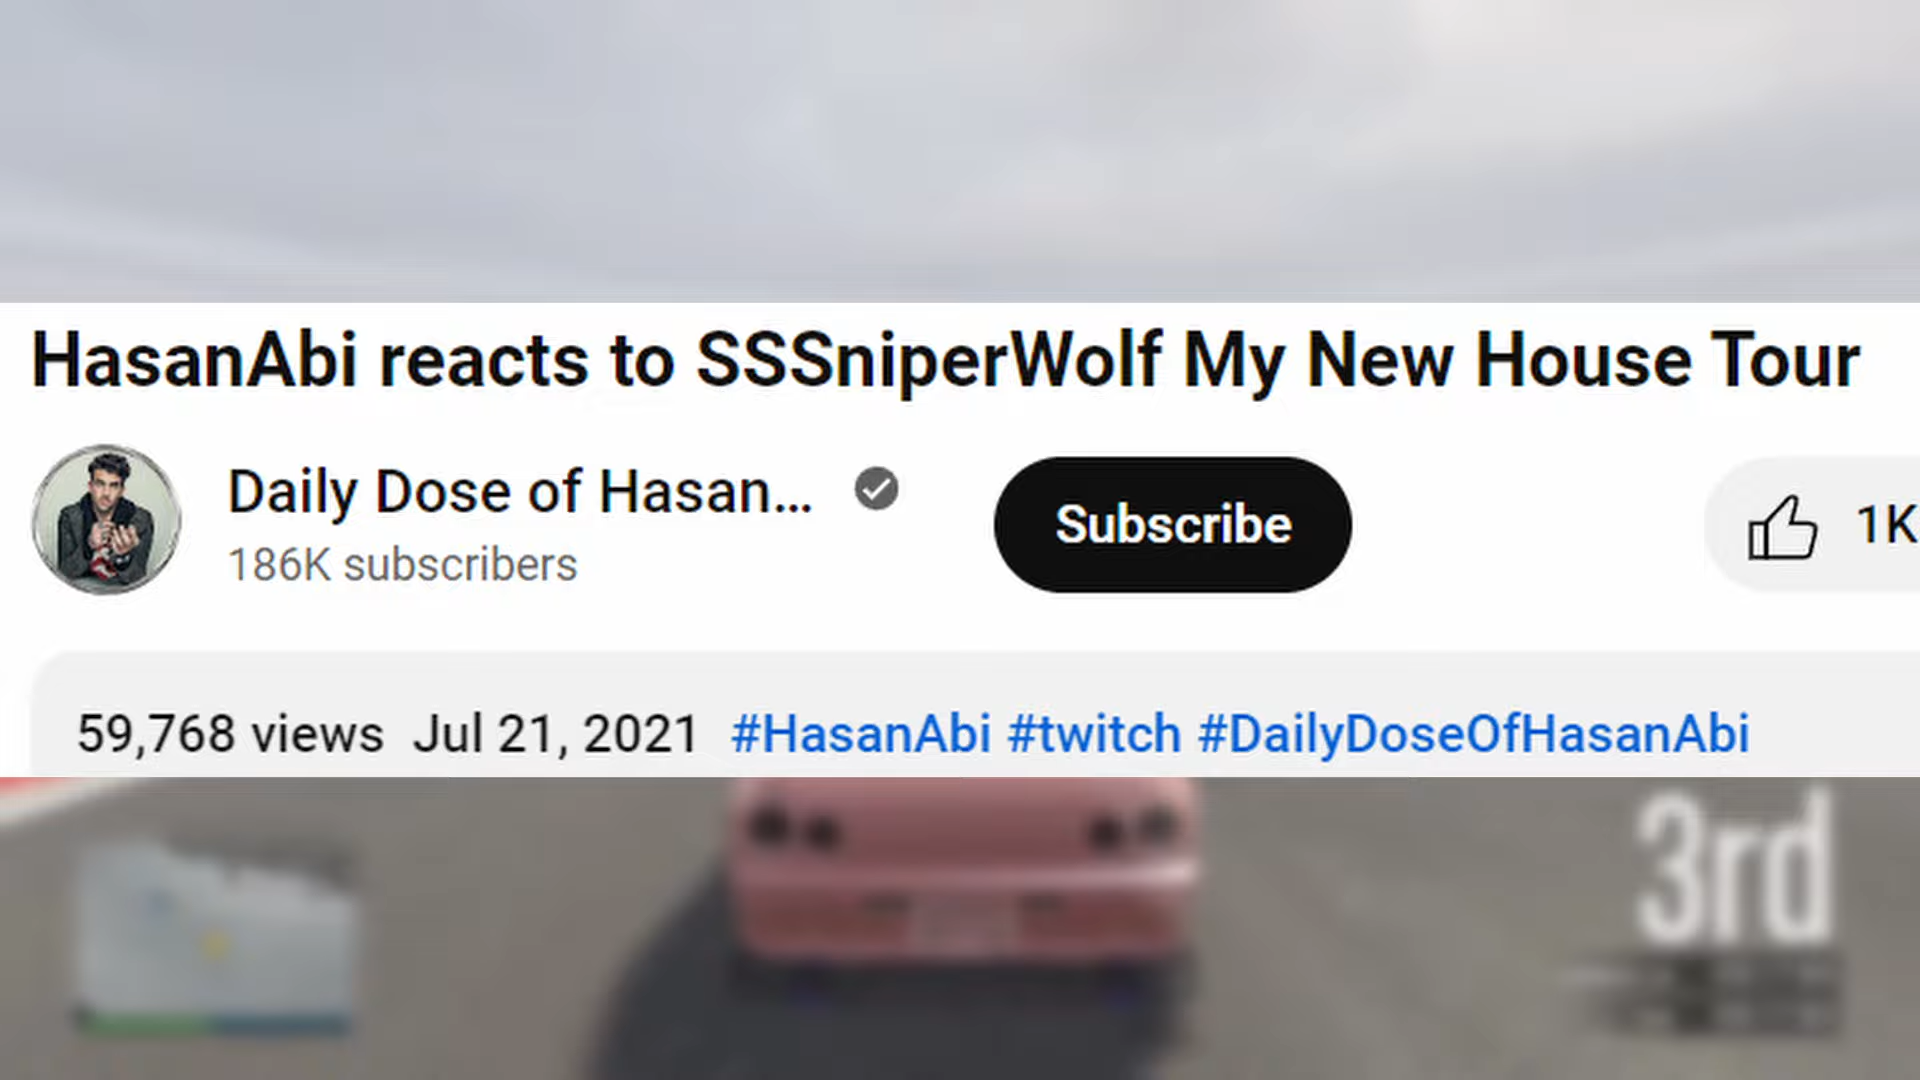 HasanAbi reacts to SSSniperWolf My New House Tour
Daily Dose of Hasan...
186K subscribers
Subscribe
1K
59,768 views Jul 21, 2021 #HasanAbi #twitch #DailyDoseOfHasanAbi
3rd